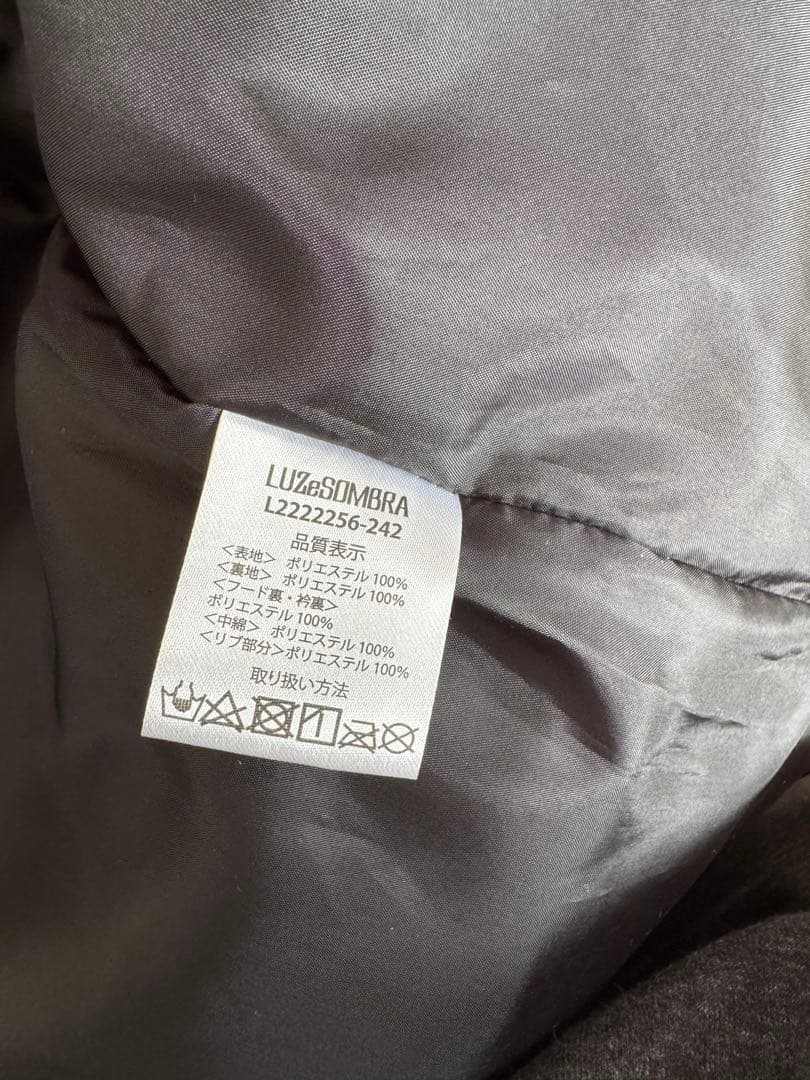 LUZeSOMBRA
L2222256-242
品質表示
<表地> ポリエステル 100%
<裏地> ポリエステル 100%
<フード裏・衿裏>
ポリエステル 100%
<中綿> ポリエステル 100%
<リブ部分>ポリエステル 100%
取り扱い方法